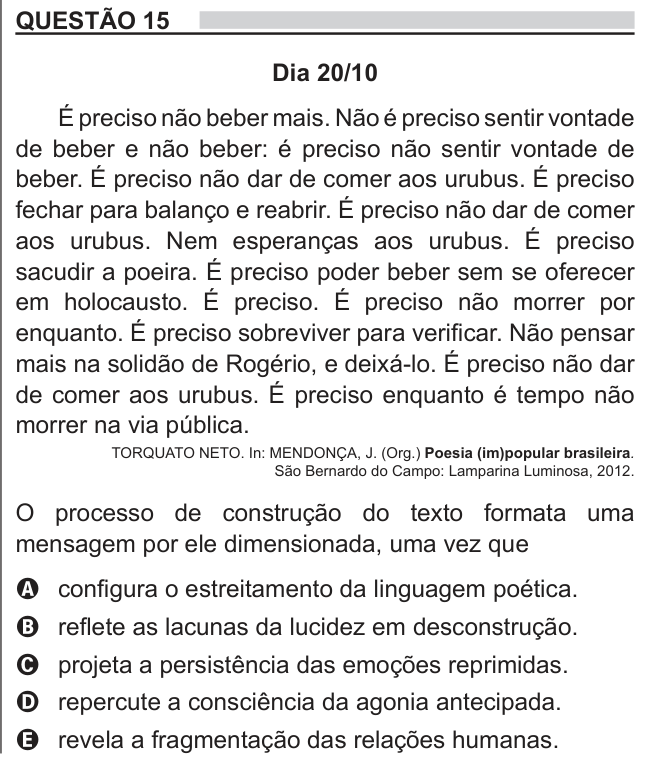 QUESTÃO 15
Dia 20/10
É preciso não beber mais. Não é preciso sentir vontade
de beber e não beber: é preciso não sentir vontade de
beber. É preciso não dar de comer aos urubus. É preciso
fechar para balanço e reabrir. É preciso não dar de comer
aos urubus. Nem esperanças aos urubus. É preciso
sacudir a poeira. É preciso poder beber sem se oferecer
em holocausto. É preciso. É preciso não morrer por
enquanto. É preciso sobreviver para verificar. Não pensar
mais na solidão de Rogério, e deixá-lo. É preciso não dar
de comer aos urubus. É preciso enquanto é tempo não
morrer na via pública.
TORQUATO NETO. In: MENDONÇA, J. (Org.) Poesia (im)popular brasileira.
São Bernardo do Campo: Lamparina Luminosa, 2012.
O processo de construção do texto formata uma
mensagem por ele dimensionada, uma vez que
A configura o estreitamento da linguagem poética.
B reflete as lacunas da lucidez em desconstrução.
C projeta a persistência das emoções reprimidas.
D repercute a consciência da agonia antecipada.
E revela a fragmentação das relações humanas.